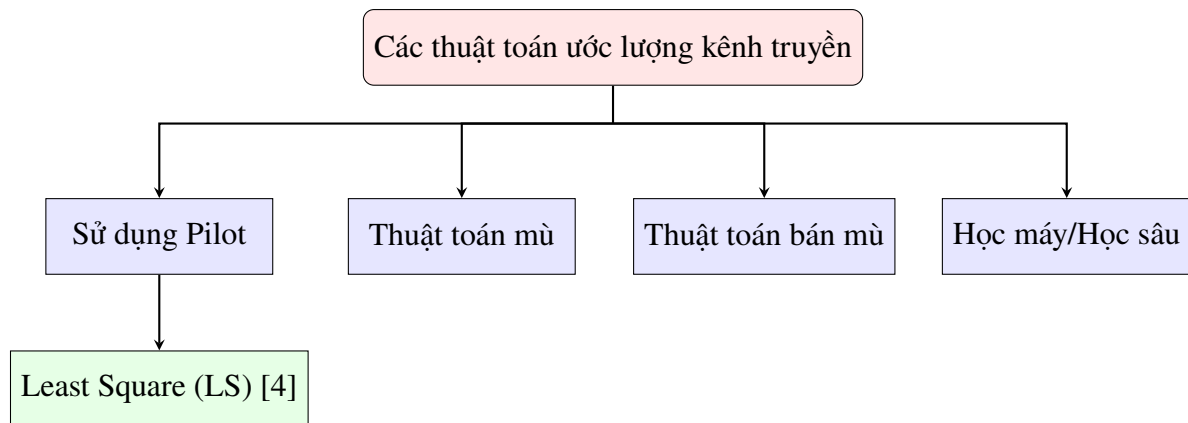 Các thuật toán ước lượng kênh truyền
Sử dụng Pilot
Thuật toán mù
Thuật toán bán mù
Học máy/Học sâu
Least Square (LS) [4]